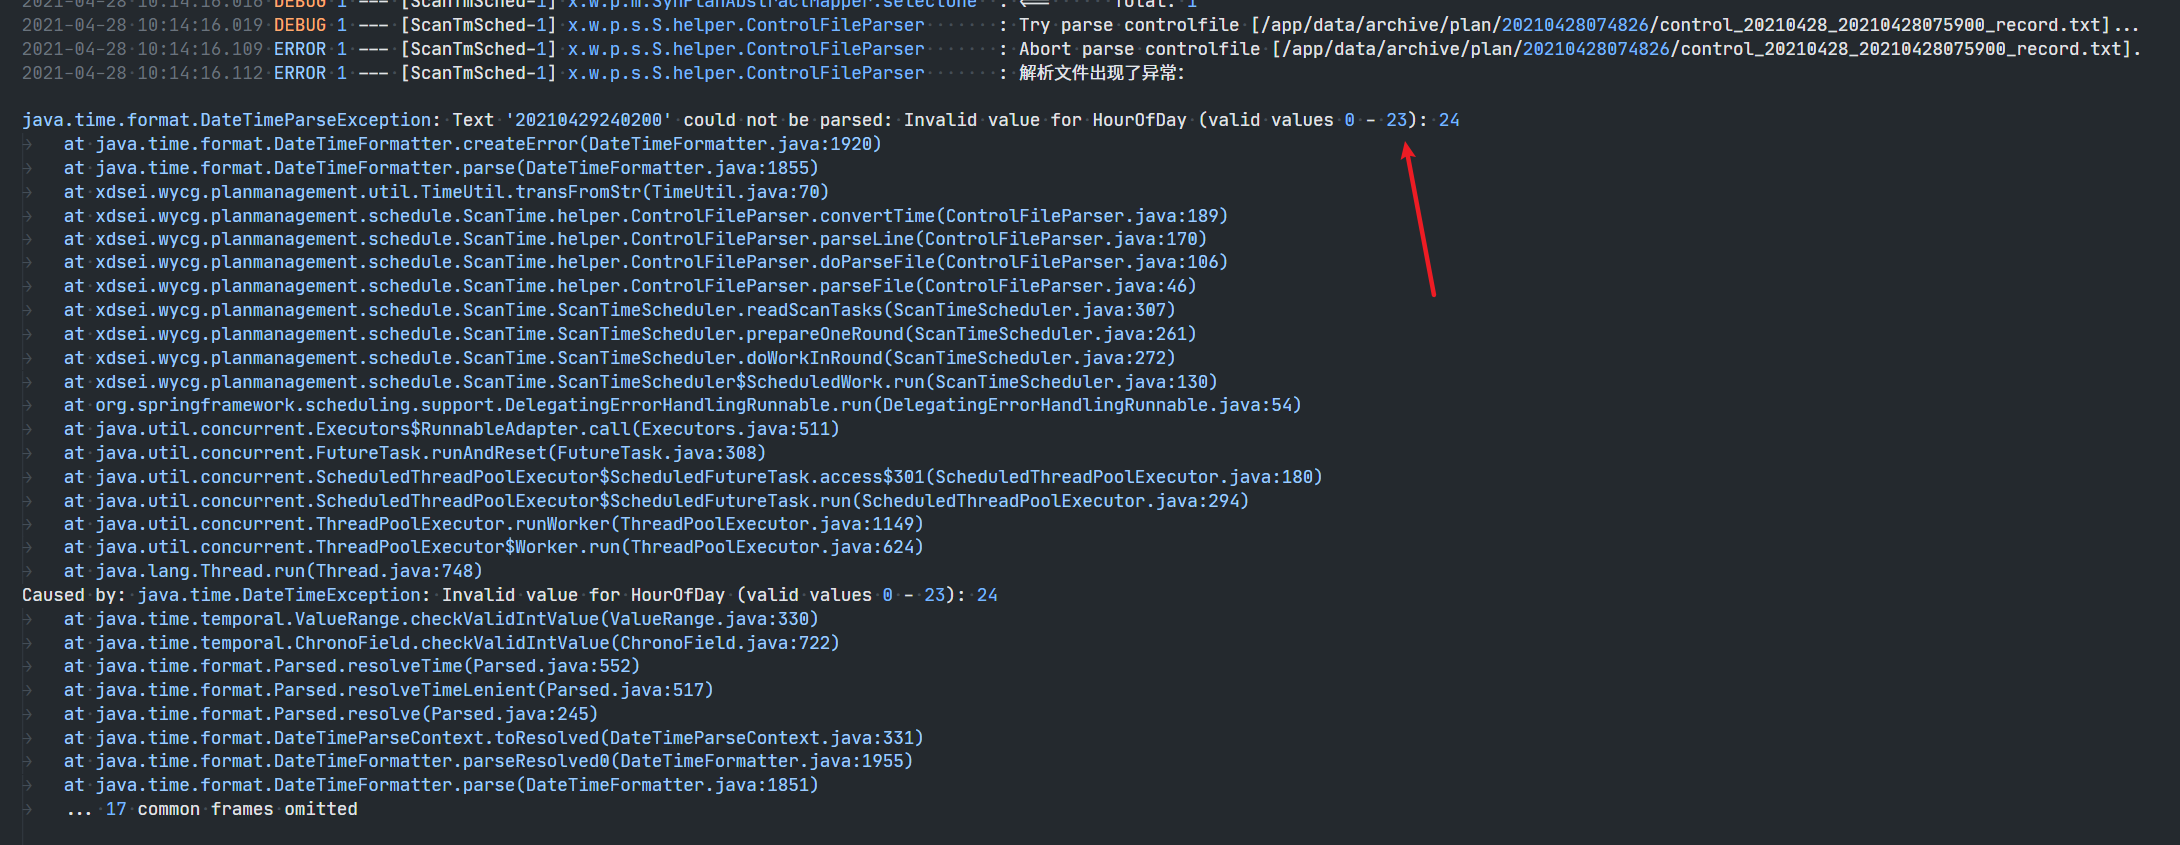 2021-04-28 10:14:16.016 DEBUG 1 --- [ScanTmSched-1] x.w.p.m.SynPlanAbstractMapper.selectOne : <== Total: 1
2021-04-28 10:14:16.019 DEBUG 1 --- [ScanTmSched-1] x.w.p.s.S.helper.ControlFileParser : Try parse controlfile [/app/data/archive/plan/20210428074826/control_20210428_20210428075900_record.txt]...
2021-04-28 10:14:16.109 ERROR 1 --- [ScanTmSched-1] x.w.p.s.S.helper.ControlFileParser : Abort parse controlfile [/app/data/archive/plan/20210428074826/control_20210428_20210428075900_record.txt].
2021-04-28 10:14:16.112 ERROR 1 --- [ScanTmSched-1] x.w.p.s.S.helper.ControlFileParser : 解析文件出现了异常:
java.time.format.DateTimeParseException: Text '20210429240200' could not be parsed: Invalid value for HourOfDay (valid values 0 - 23): 24
at java.time.format.DateTimeFormatter.createError(DateTimeFormatter.java:1920)
at java.time.format.DateTimeFormatter.parse(DateTimeFormatter.java:1855)
at xdsei.wycg.planmanagement.util.TimeUtil.transFromStr(TimeUtil.java:70)
at xdsei.wycg.planmanagement.schedule.ScanTime.helper.ControlFileParser.convertTime(ControlFileParser.java:189)
at xdsei.wycg.planmanagement.schedule.ScanTime.helper.ControlFileParser.parseLine(ControlFileParser.java:170)
at xdsei.wycg.planmanagement.schedule.ScanTime.helper.ControlFileParser.doParseFile(ControlFileParser.java:106)
at xdsei.wycg.planmanagement.schedule.ScanTime.helper.ControlFileParser.parseFile(ControlFileParser.java:46)
at xdsei.wycg.planmanagement.schedule.ScanTime.ScanTimeScheduler.readScanTasks(ScanTimeScheduler.java:307)
at xdsei.wycg.planmanagement.schedule.ScanTime.ScanTimeScheduler.prepareOneRound(ScanTimeScheduler.java:261)
at xdsei.wycg.planmanagement.schedule.ScanTime.ScanTimeScheduler.doWorkInRound(ScanTimeScheduler.java:272)
at xdsei.wycg.planmanagement.schedule.ScanTime.ScanTimeScheduler$ScheduledWork.run(ScanTimeScheduler.java:130)
at org.springframework.scheduling.support.DelegatingErrorHandlingRunnable.run(DelegatingErrorHandlingRunnable.java:54)
at java.util.concurrent.Executors$RunnableAdapter.call(Executors.java:511)
at java.util.concurrent.FutureTask.runAndReset(FutureTask.java:308)
at java.util.concurrent.ScheduledThreadPoolExecutor$ScheduledFutureTask.access$301(ScheduledThreadPoolExecutor.java:180)
at java.util.concurrent.ScheduledThreadPoolExecutor$ScheduledFutureTask.run(ScheduledThreadPoolExecutor.java:294)
at java.util.concurrent.ThreadPoolExecutor.runWorker(ThreadPoolExecutor.java:1149)
at java.util.concurrent.ThreadPoolExecutor$Worker.run(ThreadPoolExecutor.java:624)
at java.lang.Thread.run(Thread.java:748)
Caused by: java.time.DateTimeException: Invalid value for HourOfDay (valid values 0 - 23): 24
at java.time.temporal.ValueRange.checkValidIntValue(ValueRange.java:330)
at java.time.temporal.ChronoField.checkValidIntValue(ChronoField.java:722)
at java.time.format.Parsed.resolveTime(Parsed.java:552)
at java.time.format.Parsed.resolveTimeLenient(Parsed.java:517)
at java.time.format.Parsed.resolve(Parsed.java:245)
at java.time.format.DateTimeParseContext.toResolved(DateTimeParseContext.java:331)
at java.time.format.DateTimeFormatter.parseResolved0(DateTimeFormatter.java:1955)
at java.time.format.DateTimeFormatter.parse(DateTimeFormatter.java:1851)
... 17 common frames omitted